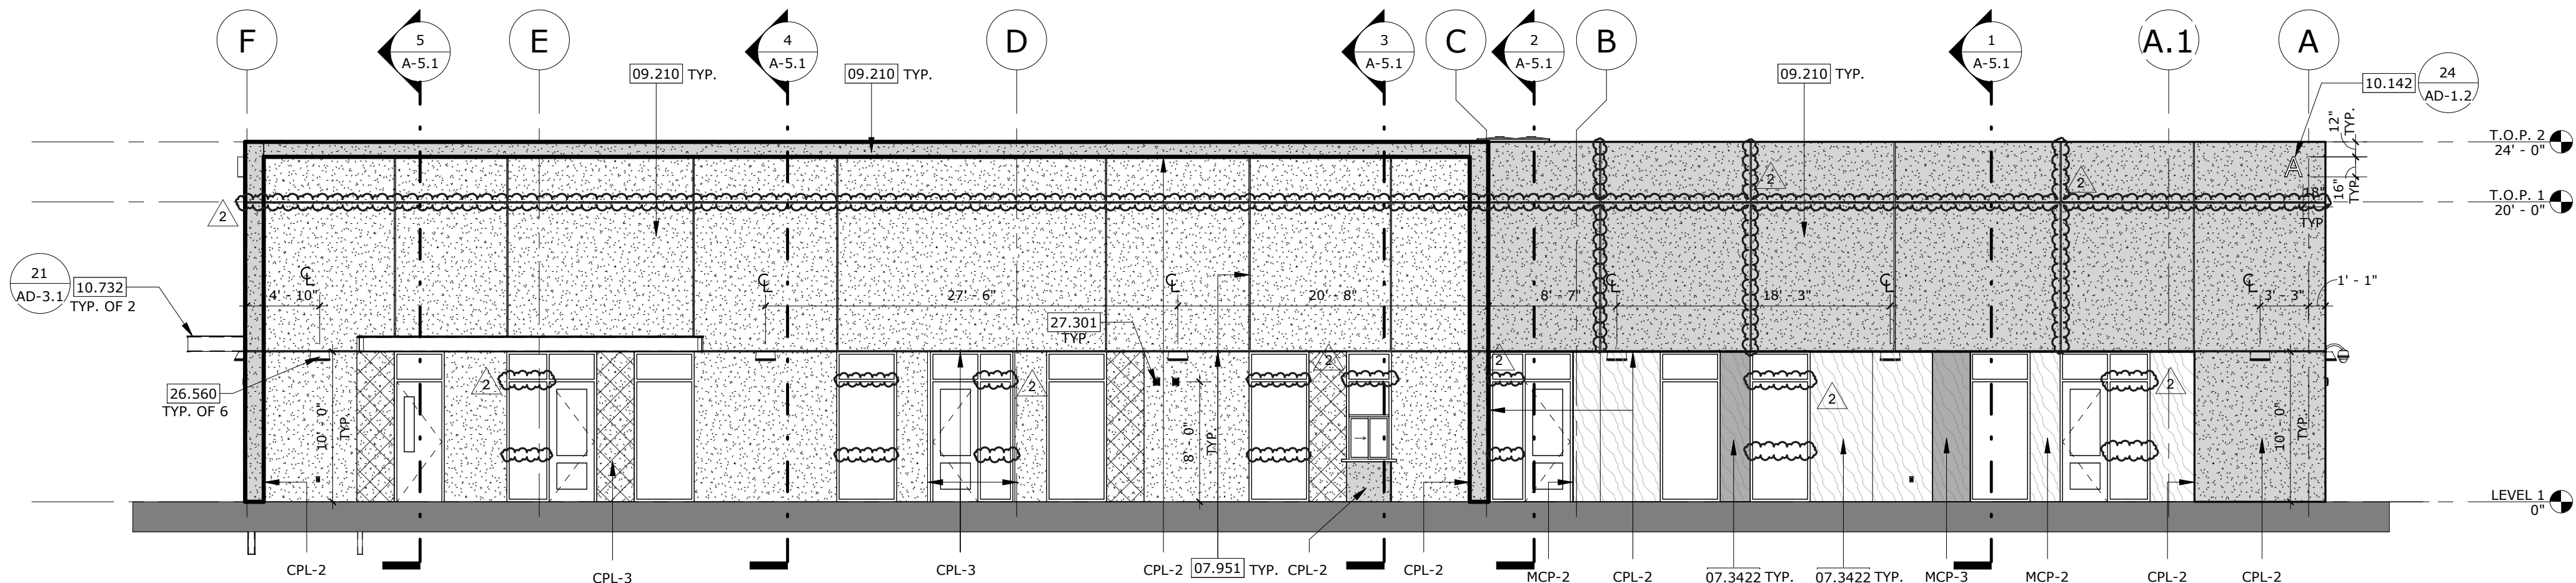 F
5
A-5.1
E
4
A-5.1
D
3
A-5.1
C
2
A-5.1
B
1
A-5.1
A.1
A
09.210 TYP.
09.210 TYP.
09.210 TYP.
10.142
24
AD-1.2
12"
TYP.
T.O.P. 2
24' - 0"
A
16"
TYP.
18"
TYP
T.O.P. 1
20' - 0"
2
2
2
21
AD-3.1
10.732
TYP. OF 2
4' - 10"
27' - 6"
20' - 8"
8' - 7"
18' - 3"
3' - 3"
1' - 1"
27.301
TYP.
26.560
TYP. OF 6
10' - 0"
TYP.
2
2
8' - 0"
TYP.
2
2
2
2
10' - 0"
TYP.
LEVEL 1
0"
CPL-2
CPL-3
CPL-3
CPL-2
07.951 TYP.
CPL-2
CPL-2
MCP-2
CPL-2
07.3422 TYP.
07.3422 TYP.
MCP-3
MCP-2
CPL-2
CPL-2